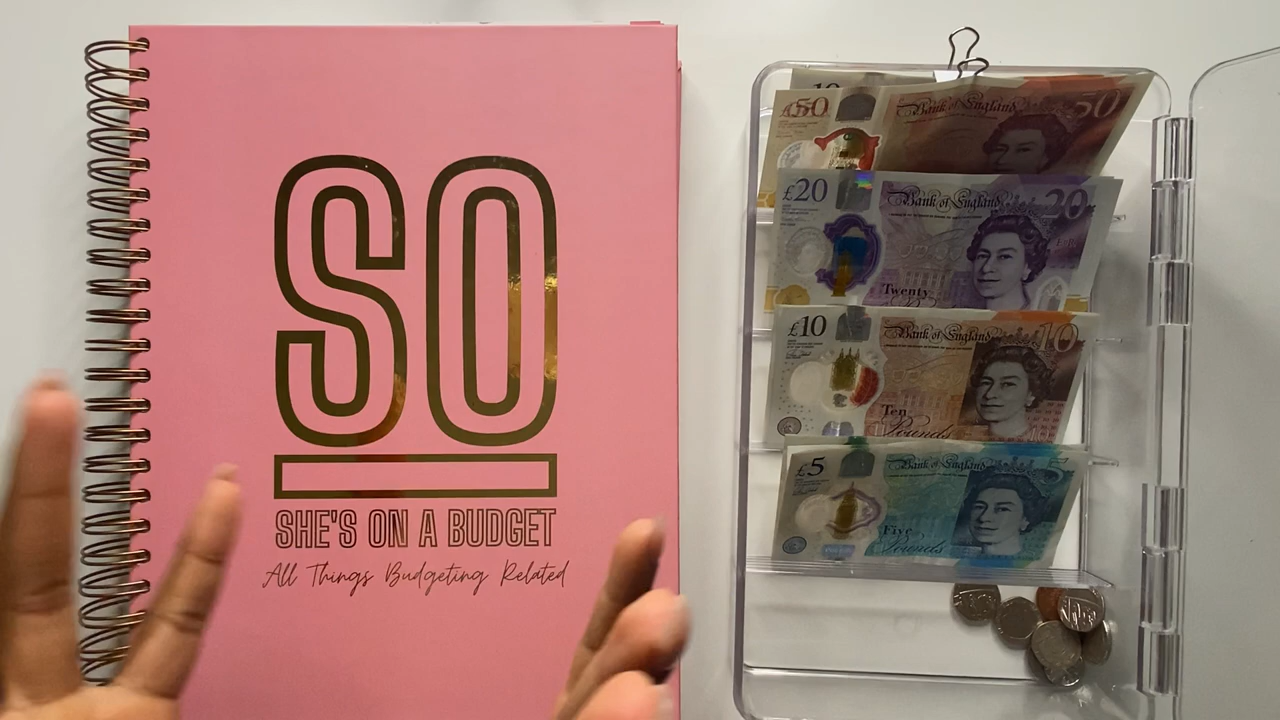 SO
SHE'S ON A BUDGET
All Things Budgeting Related
10
£50
Bank of England
50
£20
Bank of England
20
Twenty
£10
Bank of England
10
Ten
Pounds
£5
Bank of England
5
Five
Pounds